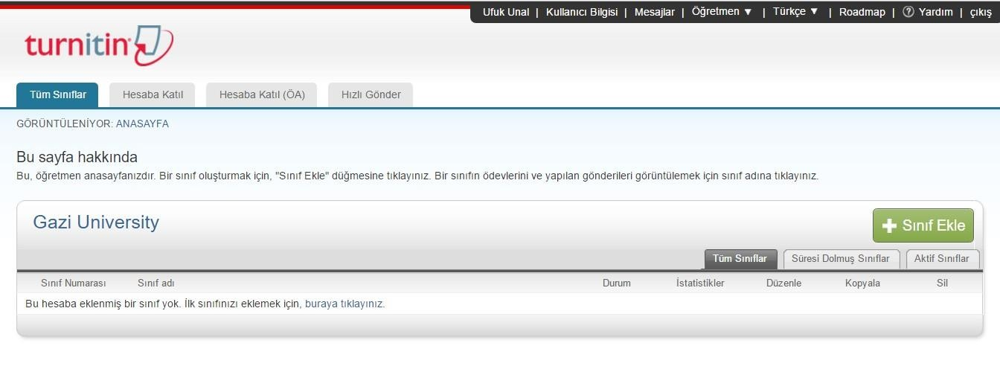 Ufuk Unal | Kullanıcı Bilgisi | Mesajlar | Öğretmen ▼ | Türkçe ▼ | Roadmap | ? Yardım | çıkış
turnitin
Tüm Sınıflar Hesaba Katıl Hesaba Katıl (ÖA) Hızlı Gönder
GÖRÜNTÜLENİYOR: ANASAYFA
Bu sayfa hakkında
Bu, öğretmen anasayfanızdır. Bir sınıf oluşturmak için, "Sınıf Ekle" düğmesine tıklayınız. Bir sınıfın ödevlerini ve yapılan gönderileri görüntülemek için sınıf adına tıklayınız.
Gazi University
Sınıf Ekle
Tüm Sınıflar Süresi Dolmuş Sınıflar Aktif Sınıflar
Sınıf Numarası Sınıf adı Durum İstatistikler Düzenle Kopyala Sil
Bu hesaba eklenmiş bir sınıf yok. İlk sınıfınızı eklemek için, buraya tıklayınız.